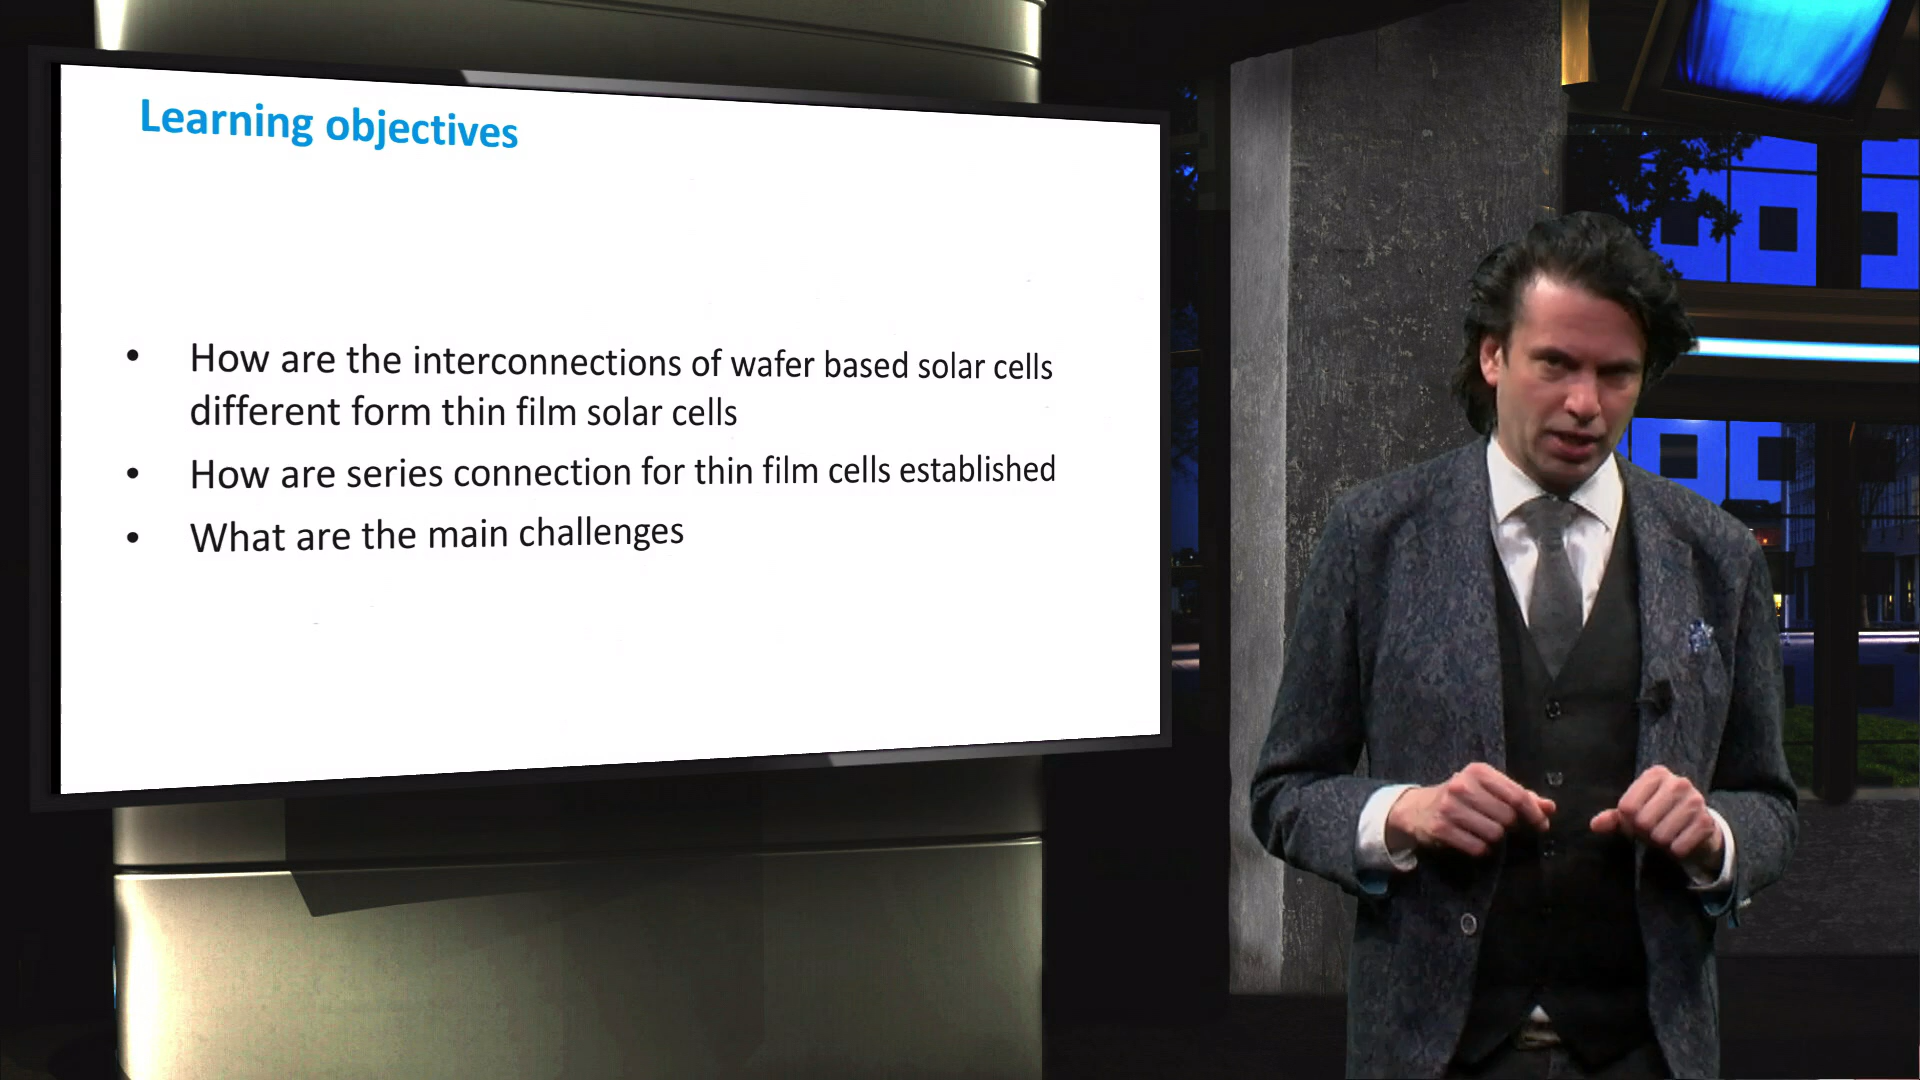 Learning objectives
• How are the interconnections of wafer based solar cells
different form thin film solar cells
• How are series connection for thin film cells established
• What are the main challenges